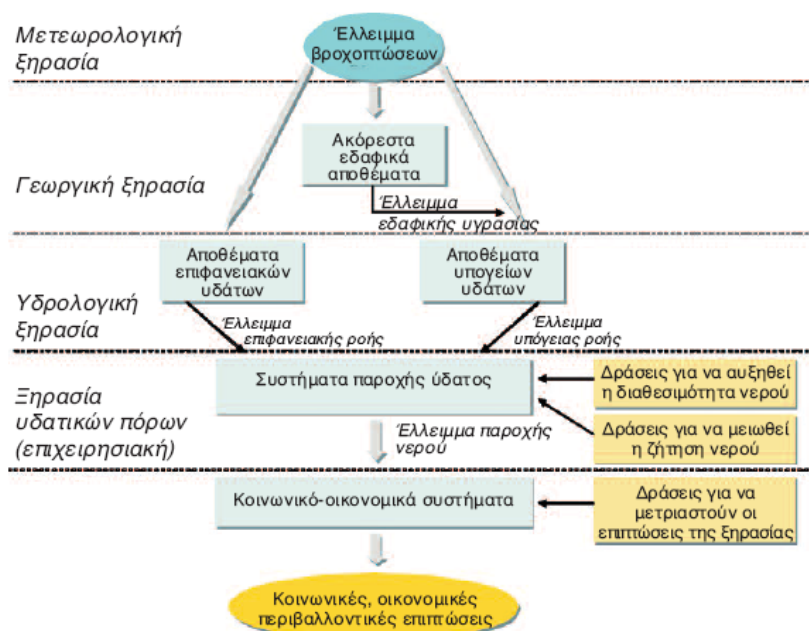 Μετεωρολογική
ξηρασία
Έλλειμμα
βροχοπτώσεων
Ακόρεστα
εδαφικά
αποθέματα
Γεωργική ξηρασία
Έλλειμμα
εδαφικής υγρασίας
Αποθέματα
επιφανειακών
υδάτων
Αποθέματα
υπογείων
υδάτων
Υδρολογική
ξηρασία
Έλλειμμα
επιφανειακής ροής
Έλλειμμα
υπόγειας ροής
Ξηρασία
υδατικών πόρων
(επιχειρησιακή)
Συστήματα παροχής ύδατος
Δράσεις για να αυξηθεί
η διαθεσιμότητα νερού
Έλλειμμα παροχής
νερού
Δράσεις για να μειωθεί
η ζήτηση νερού
Κοινωνικό-οικονομικά συστήματα
Δράσεις για να
μετριαστούν οι
επιπτώσεις της ξηρασίας
Κοινωνικές, οικονομικές
περιβαλλοντικές επιπτώσεις